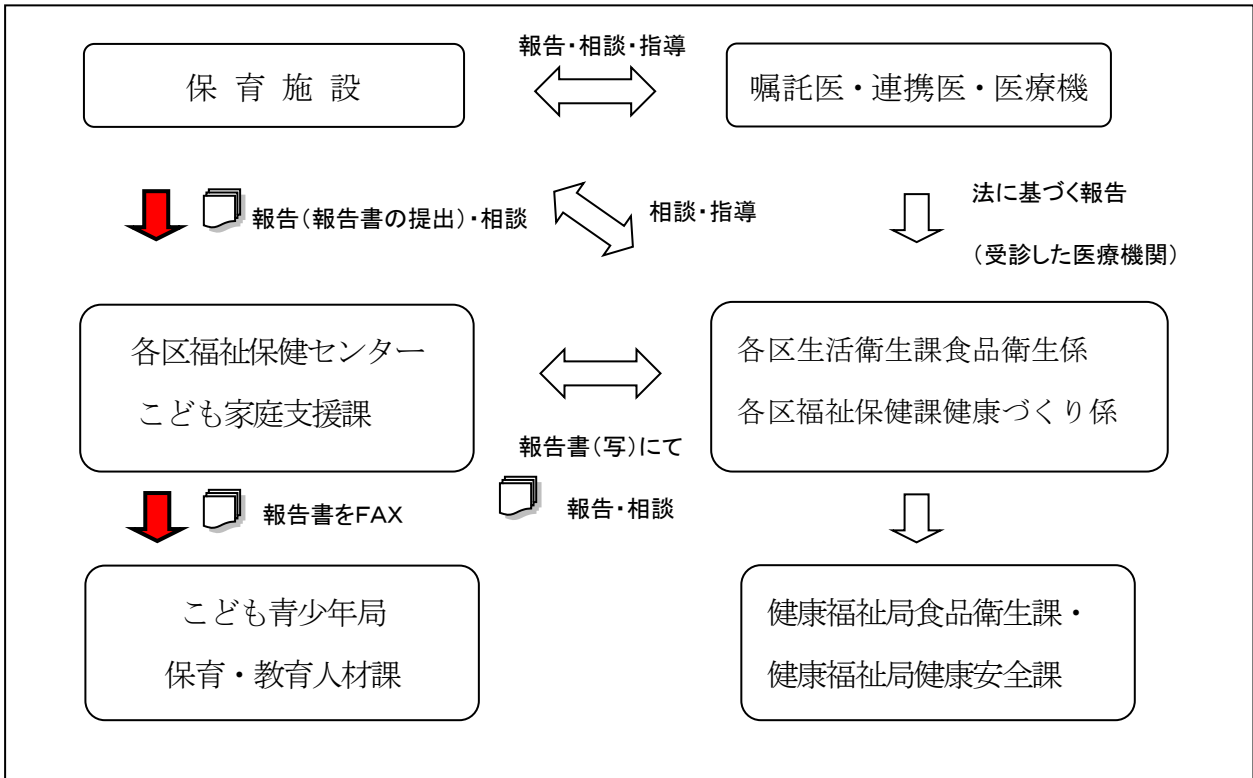 報告・相談・指導
保 育 施 設
嘱託医・連携医・医療機
報告(報告書の提出)・相談
相談・指導
法に基づく報告
(受診した医療機関)
各区福祉保健センター
こども家庭支援課
各区生活衛生課食品衛生係
各区福祉保健課健康づくり係
報告書(写)にて
報告・相談
報告書をFAX
こども青少年局
保育・教育人材課
健康福祉局食品衛生課・
健康福祉局健康安全課